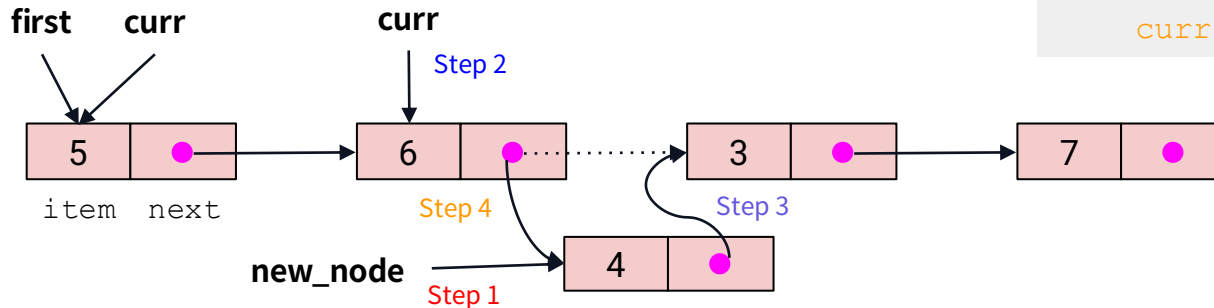 first curr
curr
curr
Step 2
5
6
3
7
item next
Step 4
Step 3
new_node
4
Step 1